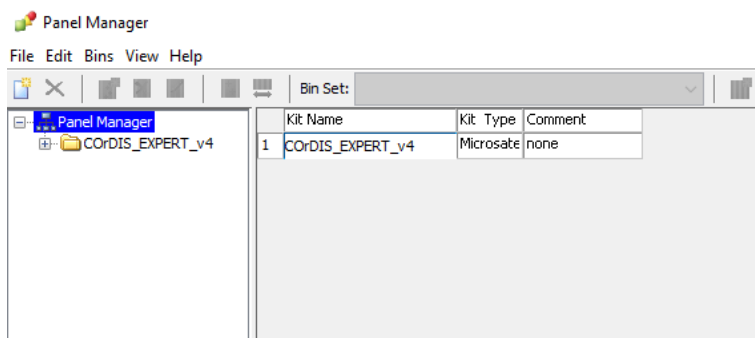 Panel Manager
File Edit Bins View Help
Bin Set:
Panel Manager
COrDIS_EXPERT_v4
Kit Name Kit Type Comment
1 COrDIS_EXPERT_v4 Microsate none